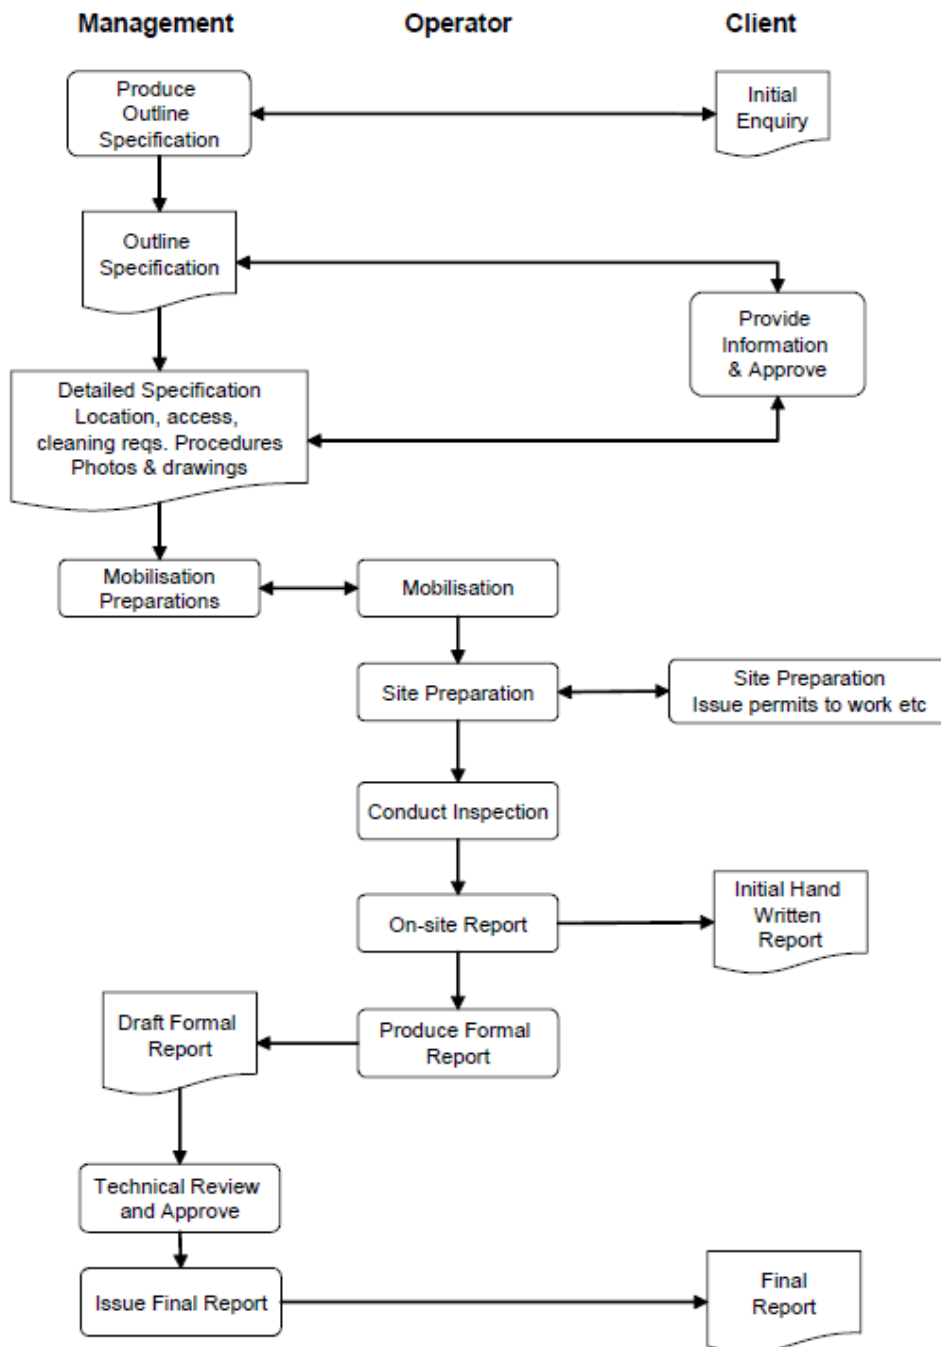 Management
Operator
Client
Produce
Outline
Specification
Initial
Enquiry
Outline
Specification
Provide
Information
& Approve
Detailed Specification
Location, access,
cleaning reqs. Procedures
Photos & drawings
Mobilisation
Preparations
Mobilisation
Site Preparation
Site Preparation
Issue permits to work etc
Conduct Inspection
On-site Report
Initial Hand
Written
Report
Draft Formal
Report
Produce Formal
Report
Technical Review
and Approve
Issue Final Report
Final
Report